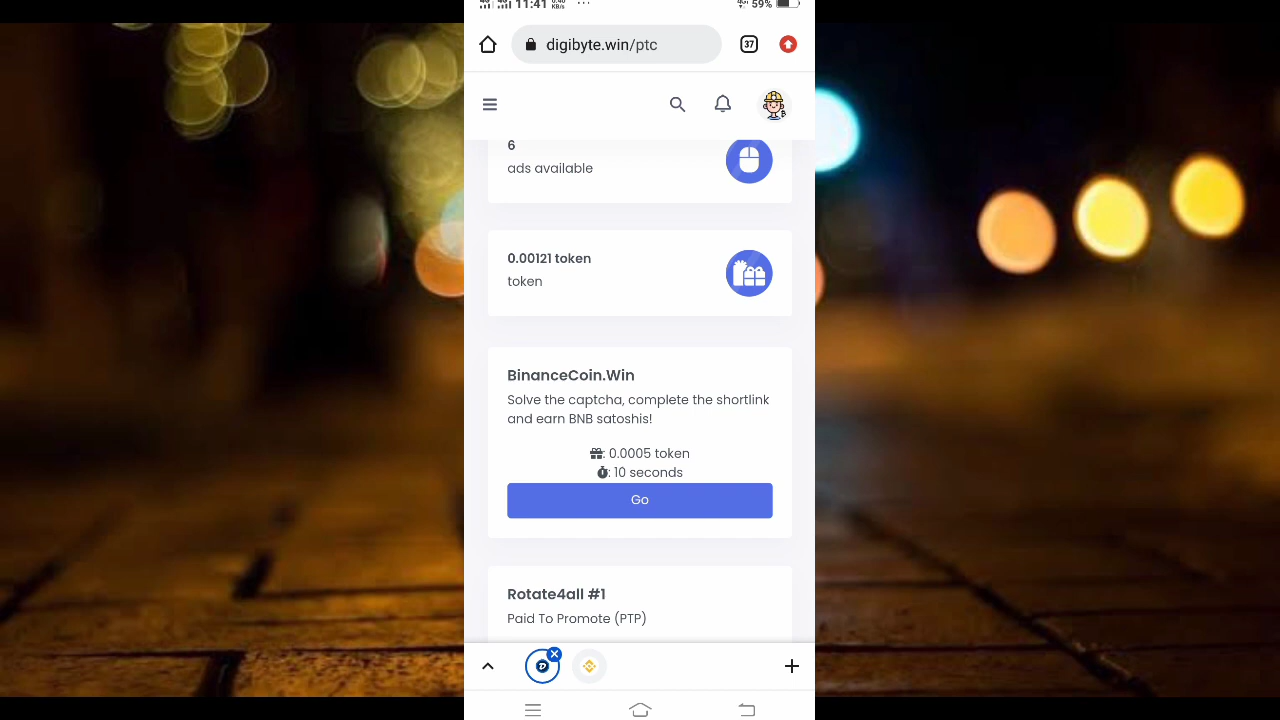 11:41
59%
digibyte.win/ptc
37
6
ads available
0.00121 token
token
BinanceCoin.Win
Solve the captcha, complete the shortlink
and earn BNB satoshis!
: 0.0005 token
: 10 seconds
Go
Rotate4all #1
Paid To Promote (PTP)